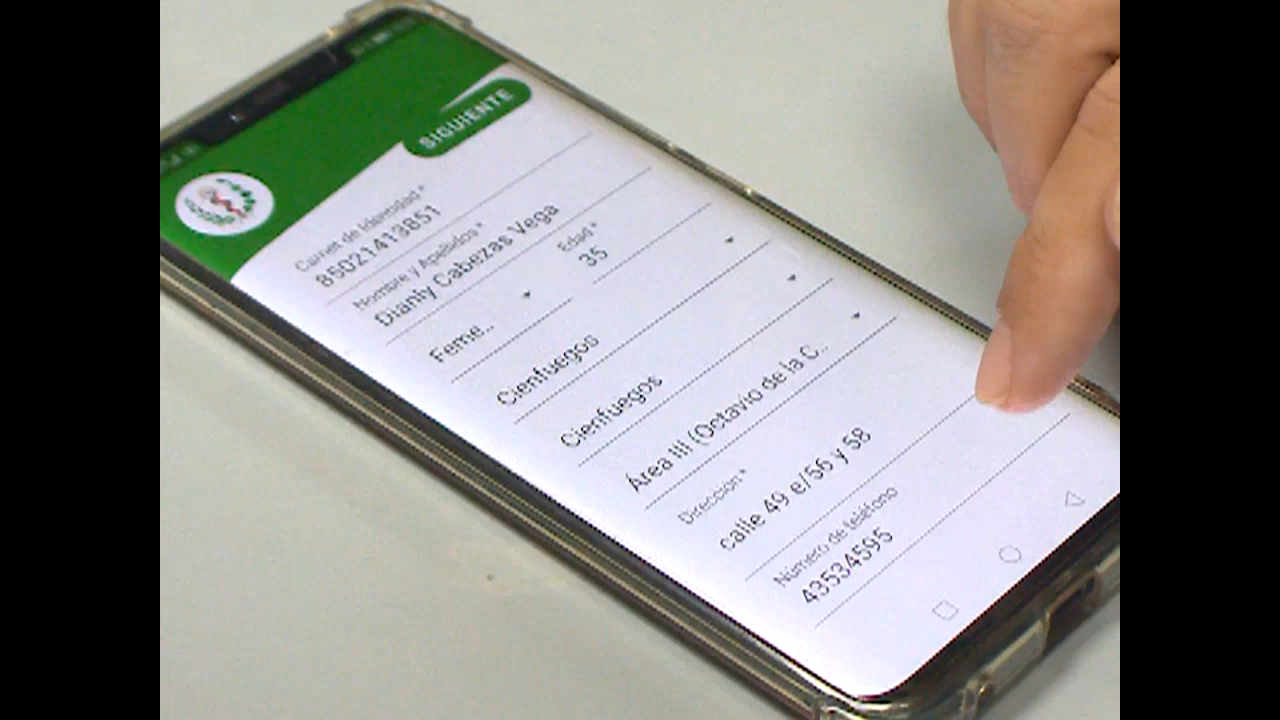 SIGUIENTE
Carnet de Identidad *
85021413851
Nombre y Apellidos *
Dianly Cabezas Vega
Edad *
Feme.. 35
Cienfuegos
Cienfuegos
Área III (Octavio de la C..
Dirección *
calle 49 e/56 y 58
Número de teléfono
43534595